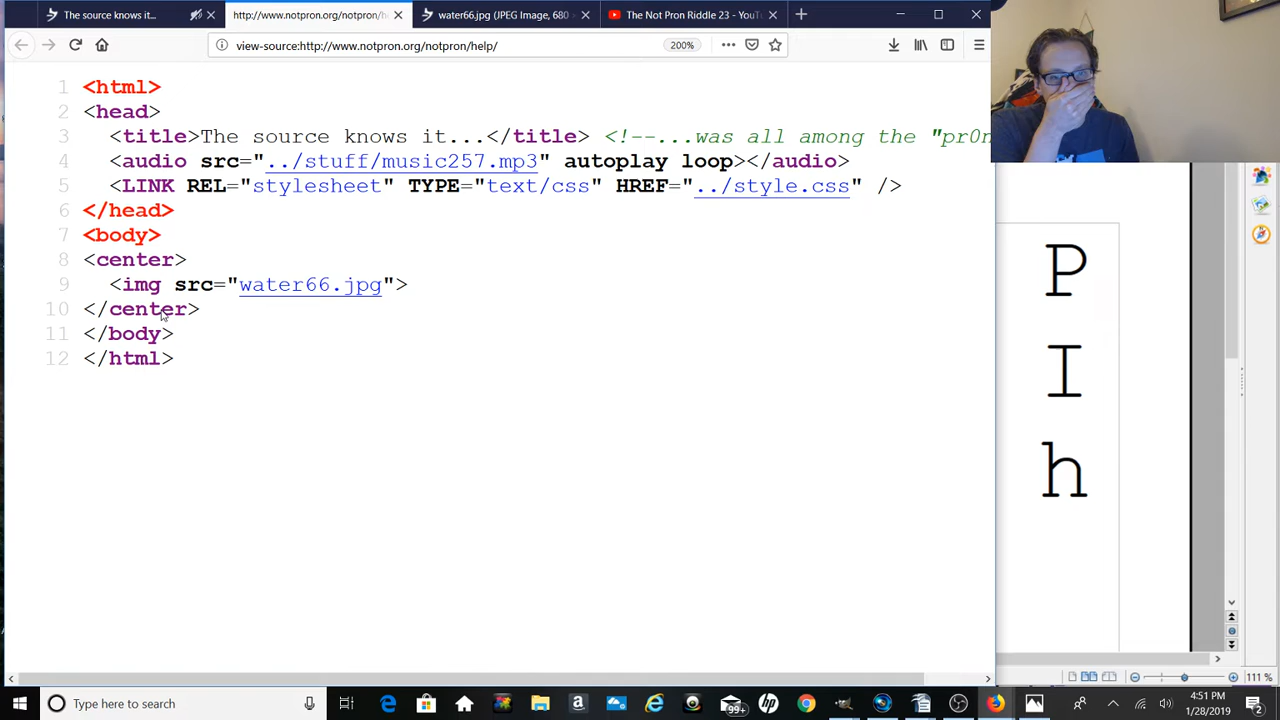 The source knows it...
http://www.notpron.org/notpron/he
water66.jpg (JPEG Image, 680 ×
The Not Pron Riddle 23 - YouT
view-source:http://www.notpron.org/notpron/help/
200%
1 <html>
2 <head>
3 <title>The source knows it...</title> <!--...was all among the "pr0n
4 <audio src="../stuff/music257.mp3" autoplay loop></audio>
5 <LINK REL="stylesheet" TYPE="text/css" HREF="../style.css" />
6 </head>
7 <body>
8 <center>
9 <img src="water66.jpg">
10 </center>
11 </body>
12 </html>
P
I
h
111 %
Type here to search
99+
4:51 PM
1/28/2019
2